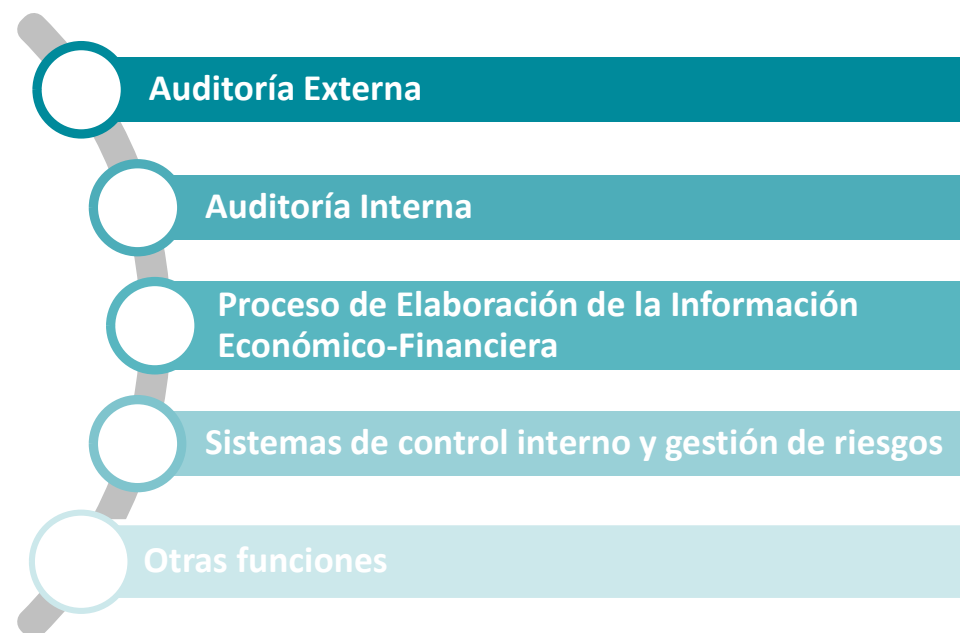 Auditoría Externa
Auditoría Interna
Proceso de Elaboración de la Información
Económico-Financiera
Sistemas de control interno y gestión de riesgos
Otras funciones